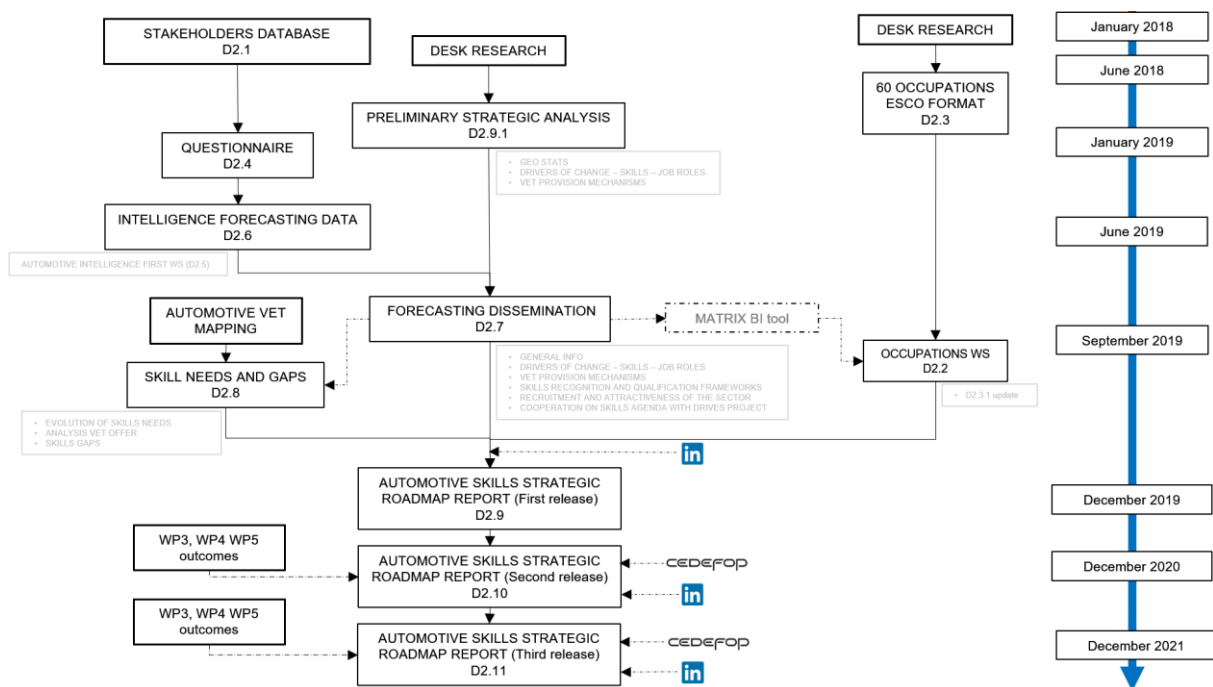 STAKEHOLDERS DATABASE
D2.1
DESK RESEARCH
DESK RESEARCH
January 2018
June 2018
60 OCCUPATIONS
ESCO FORMAT
D2.3
PRELIMINARY STRATEGIC ANALYSIS
D2.9.1
January 2019
QUESTIONNAIRE
D2.4
• GEO STATS
• DRIVERS OF CHANGE – SKILLS – JOB ROLES
• VET PROVISION MECHANISMS
INTELLIGENCE FORECASTING DATA
D2.6
June 2019
AUTOMOTIVE INTELLIGENCE FIRST WS (D2.5)
AUTOMOTIVE VET
MAPPING
FORECASTING DISSEMINATION
D2.7
MATRIX BI tool
September 2019
OCCUPATIONS WS
D2.2
SKILL NEEDS AND GAPS
D2.8
• GENERAL INFO
• DRIVERS OF CHANGE – SKILLS – JOB ROLES
• VET PROVISION MECHANISMS
• SKILLS RECOGNITION AND QUALIFICATION FRAMEWORKS
• RECRUITMENT AND ATTRACTIVENESS OF THE SECTOR
• COOPERATION ON SKILLS AGENDA WITH DRIVES PROJECT
• D2.3.1 update
• EVOLUTION OF SKILLS NEEDS
• ANALYSIS VET OFFER
• SKILLS GAPS
in
AUTOMOTIVE SKILLS STRATEGIC
ROADMAP REPORT (First release)
D2.9
December 2019
WP3, WP4 WP5
outcomes
AUTOMOTIVE SKILLS STRATEGIC
ROADMAP REPORT (Second release)
D2.10
CEDEFOP
in
December 2020
WP3, WP4 WP5
outcomes
AUTOMOTIVE SKILLS STRATEGIC
ROADMAP REPORT (Third release)
D2.11
CEDEFOP
in
December 2021